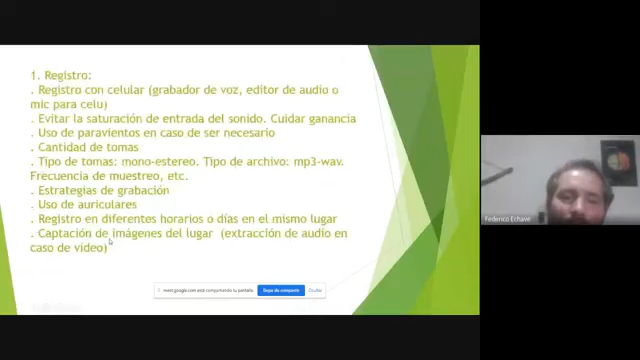 1. Registro:
. Registro con celular (grabador de voz, editor de audio o
mic para celu)
. Evitar la saturación de entrada del sonido. Cuidar ganancia
. Uso de paravientos en caso de ser necesario
. Cantidad de tomas
. Tipo de tomas: mono-estereo. Tipo de archivo: mp3-wav.
Frecuencia de muestreo, etc.
. Estrategias de grabación
. Uso de auriculares
. Registro en diferentes horarios o días en el mismo lugar
. Captación de imágenes del lugar (extracción de audio en
caso de video)
meet.google.com está compartiendo tu pantalla.
Deja de compartir
Ocultar
Federico Echave